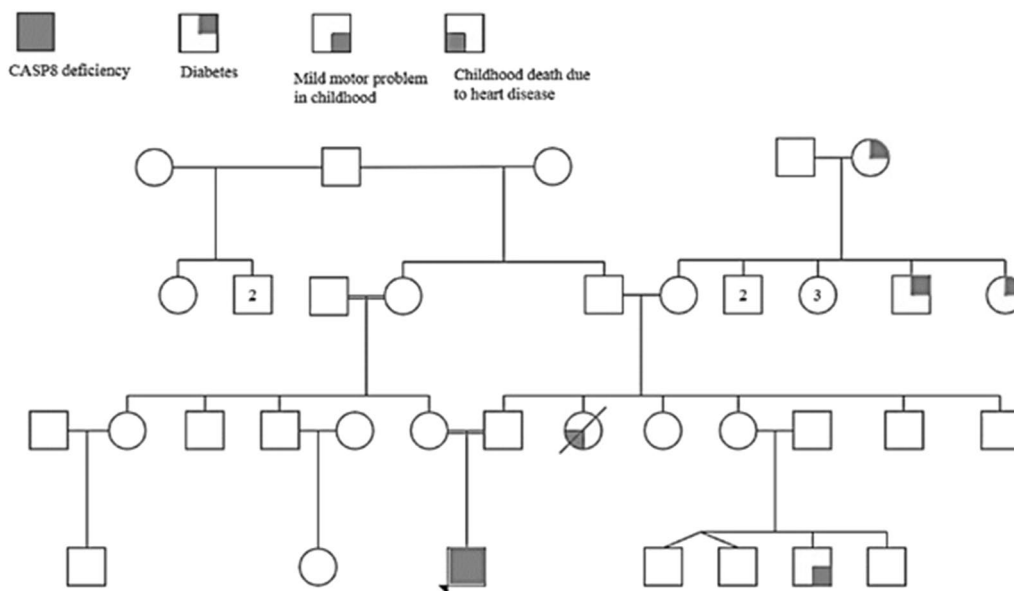 CASP8 deficiency
Diabetes
Mild motor problem
in childhood
Childhood death due
to heart disease
2
2
3